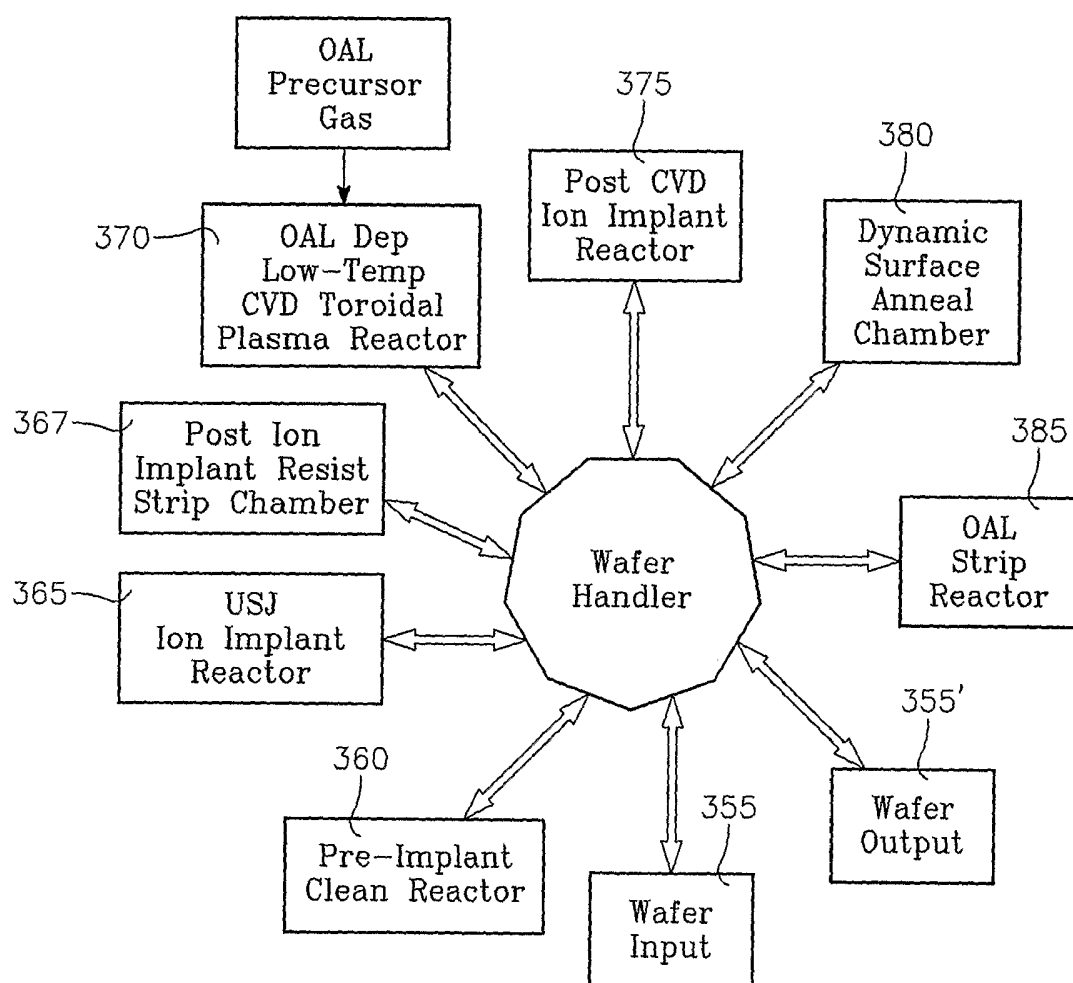 OAL
Precursor
Gas
375
Post CVD
Ion Implant
Reactor
380
Dynamic
Surface
Anneal
Chamber
370
OAL Dep
Low-Temp
CVD Toroidal
Plasma Reactor
367
Post Ion
Implant Resist
Strip Chamber
385
OAL
Strip
Reactor
Wafer
Handler
365
USJ
Ion Implant
Reactor
360
Pre-Implant
Clean Reactor
355
Wafer
Input
355'
Wafer
Output